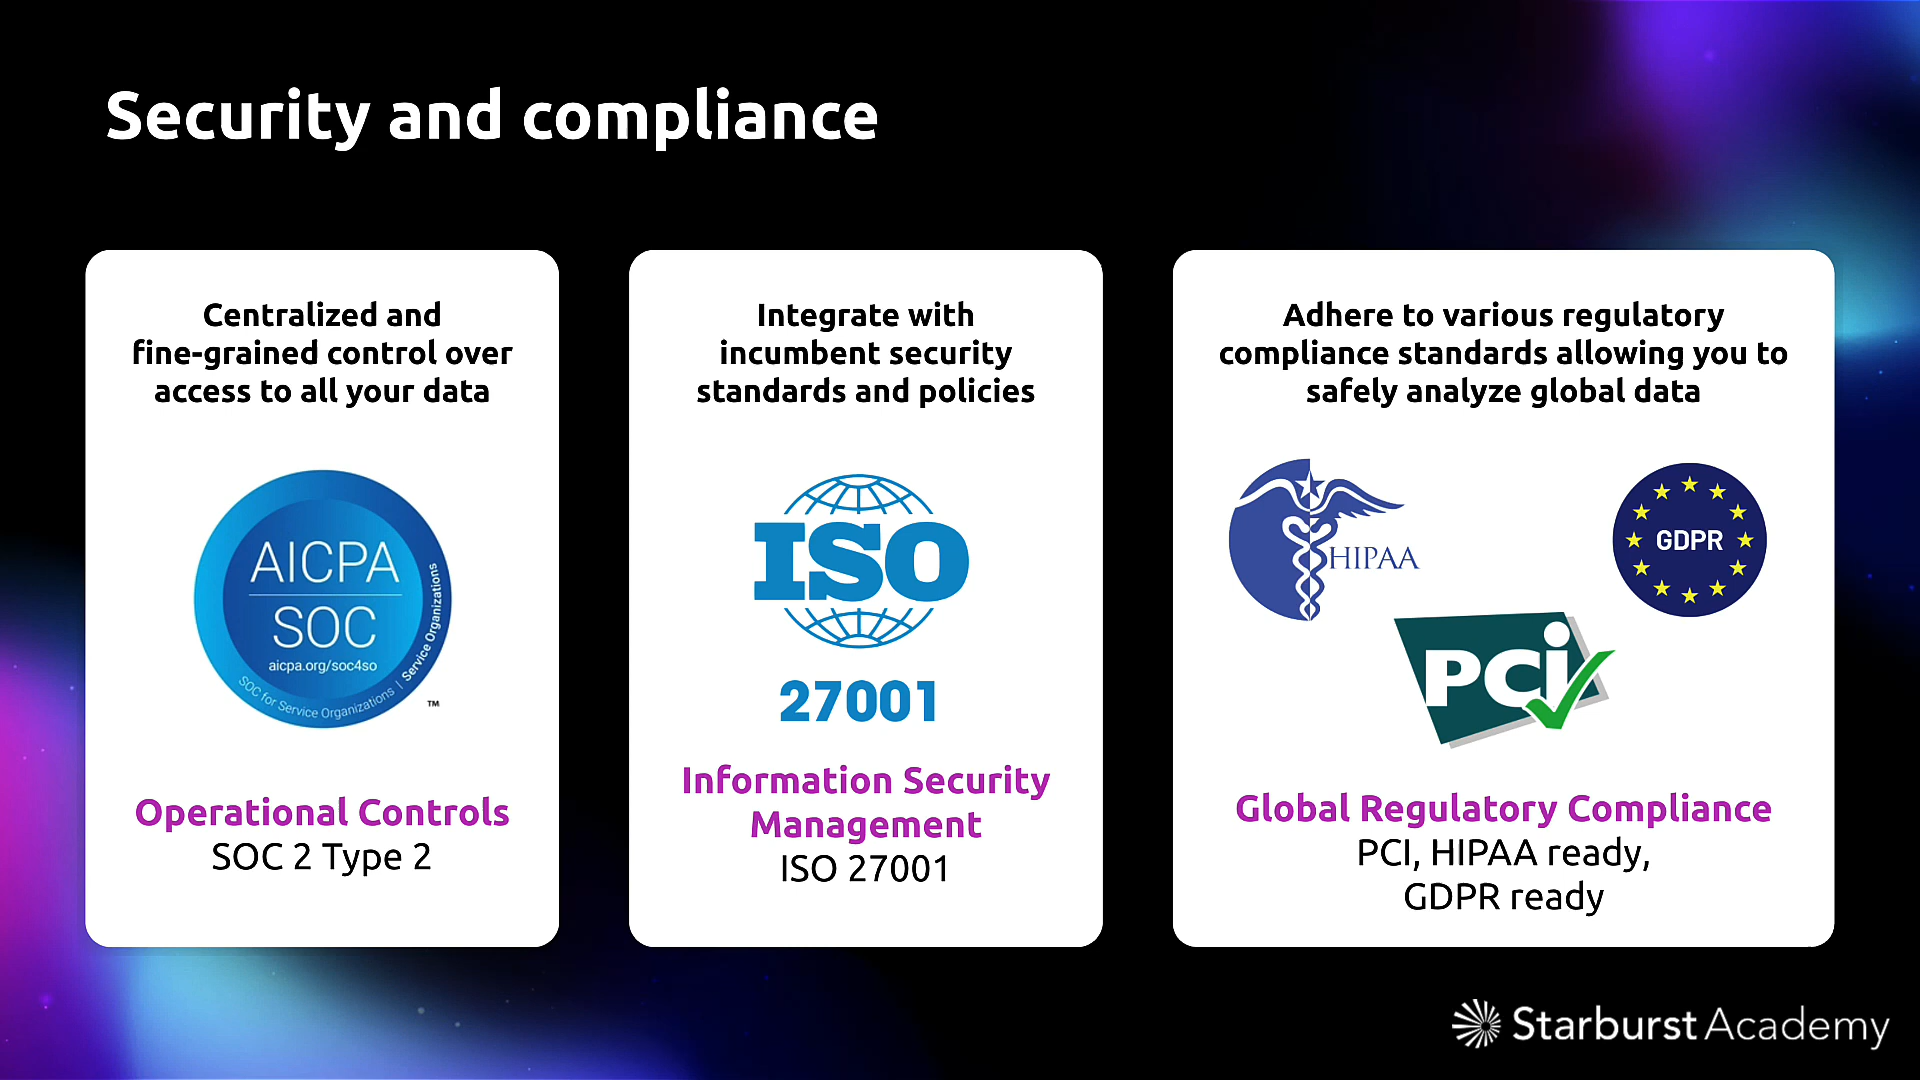 Security and compliance
Centralized and
fine-grained control over
access to all your data
AICPA
SOC
aicpa.org/soc4so
SOC for Service Organizations | Service Organizations
TM
Operational Controls
SOC 2 Type 2
Integrate with
incumbent security
standards and policies
ISO
27001
Information Security
Management
ISO 27001
Adhere to various regulatory
compliance standards allowing you to
safely analyze global data
HIPAA
GDPR
PCi
Global Regulatory Compliance
PCI, HIPAA ready,
GDPR ready
Starburst Academy